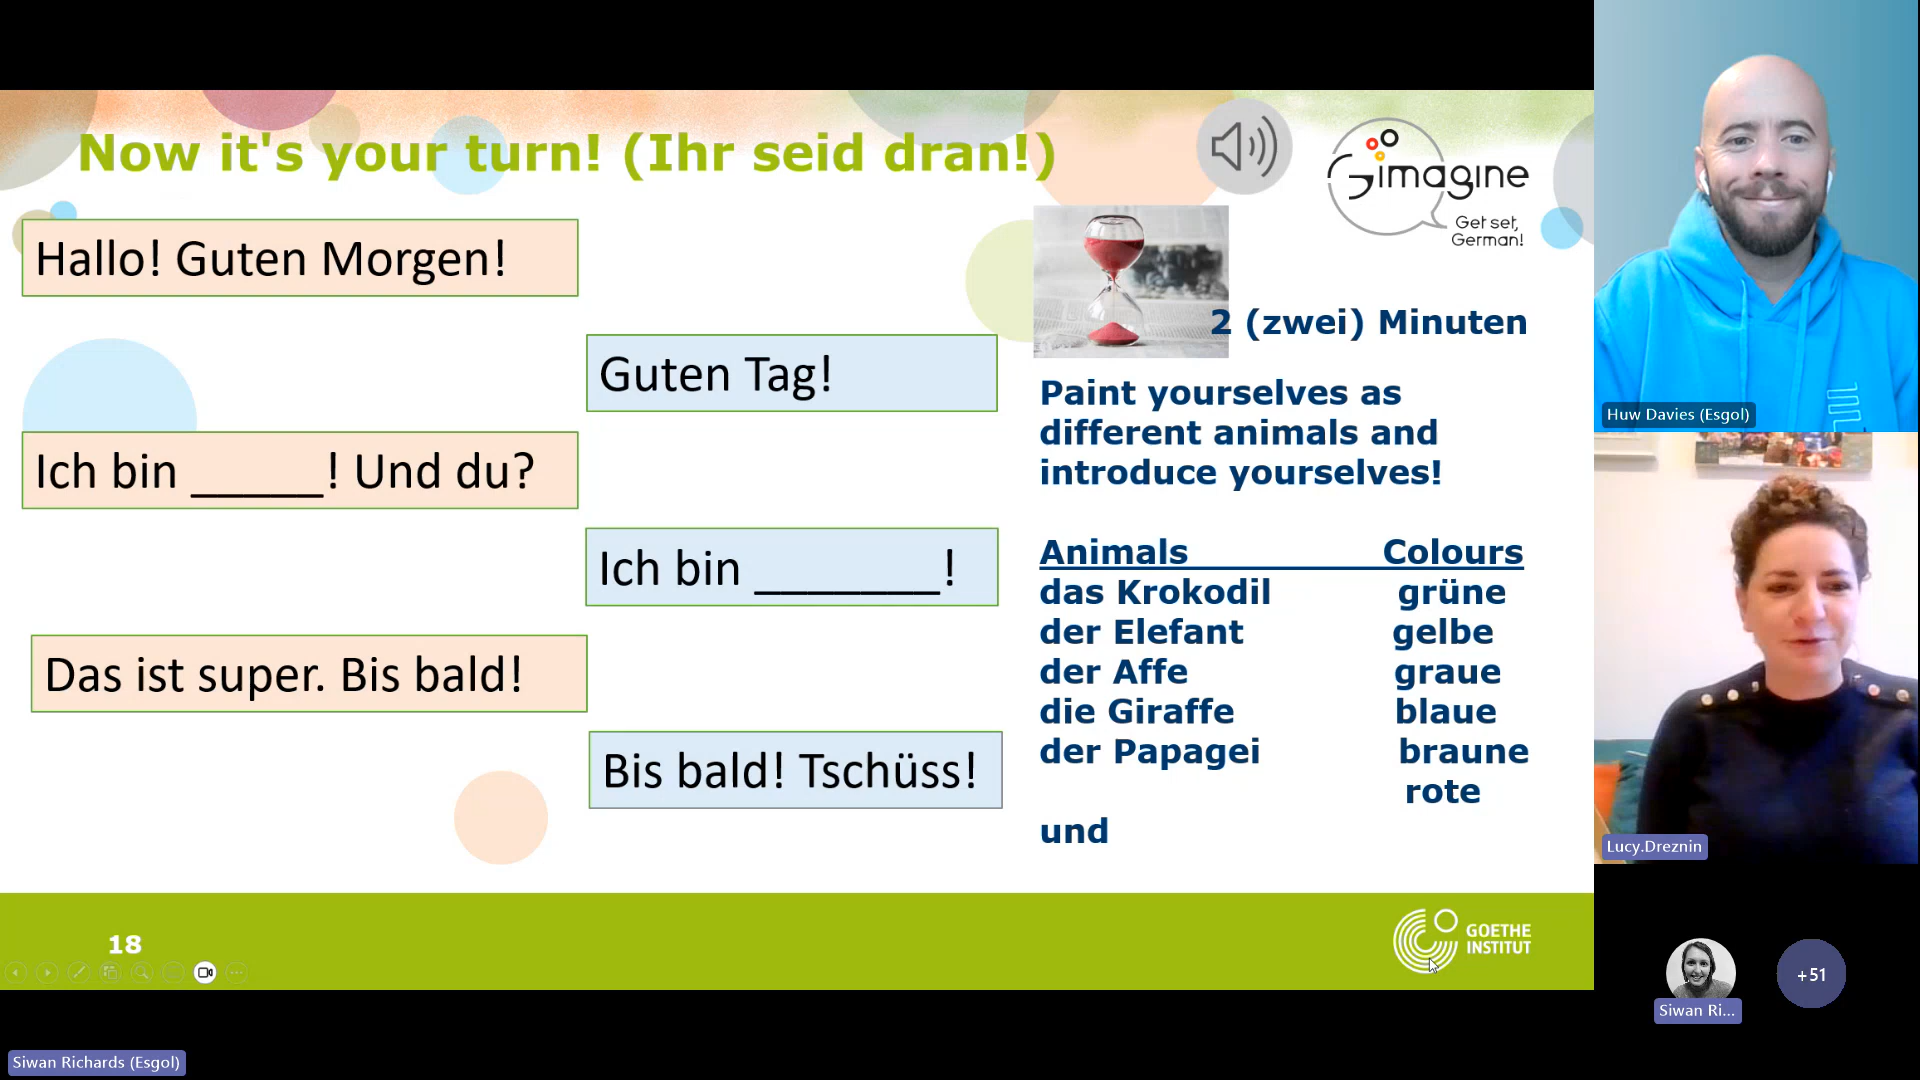 Now it's your turn! (Ihr seid dran!)
Gimagine
Get set,
German!
Hallo! Guten Morgen!
Guten Tag!
Ich bin _____! Und du?
Ich bin _______!
Das ist super. Bis bald!
Bis bald! Tschüss!
2 (zwei) Minuten
Paint yourselves as
different animals and
introduce yourselves!
Animals Colours
das Krokodil grüne
der Elefant gelbe
der Affe graue
die Giraffe blaue
der Papagei braune
rote
und
18
GOETHE
INSTITUT
Huw Davies (Esgol)
Lucy.Dreznin
Siwan Ri...
+51
Siwan Richards (Esgol)